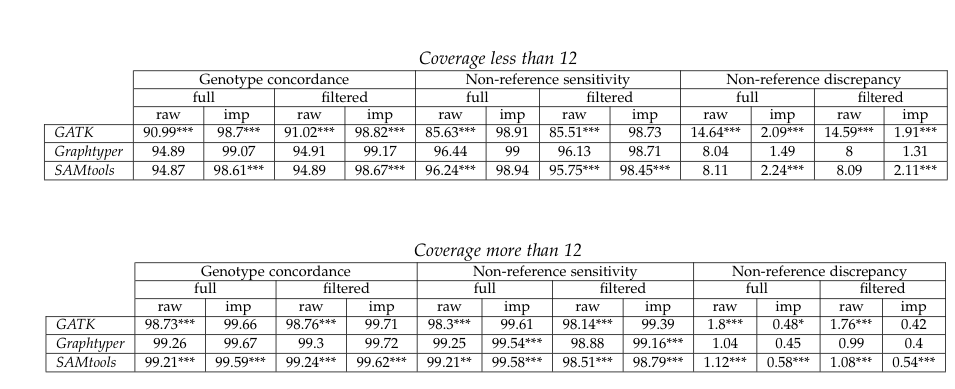 Coverage less than 12
Genotype concordance Non-reference sensitivity Non-reference discrepancy
full filtered full filtered full filtered
raw imp raw imp raw imp raw imp raw imp raw imp
GATK 90.99*** 98.7*** 91.02*** 98.82*** 85.63*** 98.91 85.51*** 98.73 14.64*** 2.09*** 14.59*** 1.91***
Graphtyper 94.89 99.07 94.91 99.17 96.44 99 96.13 98.71 8.04 1.49 8 1.31
SAMtools 94.87 98.61*** 94.89 98.67*** 96.24*** 98.94 95.75*** 98.45*** 8.11 2.24*** 8.09 2.11***
Coverage more than 12
Genotype concordance Non-reference sensitivity Non-reference discrepancy
full filtered full filtered full filtered
raw imp raw imp raw imp raw imp raw imp raw imp
GATK 98.73*** 99.66 98.76*** 99.71 98.3*** 99.61 98.14*** 99.39 1.8*** 0.48* 1.76*** 0.42
Graphtyper 99.26 99.67 99.3 99.72 99.25 99.54*** 98.88 99.16*** 1.04 0.45 0.99 0.4
SAMtools 99.21*** 99.59*** 99.24*** 99.62*** 99.21** 99.58*** 98.51*** 98.79*** 1.12*** 0.58*** 1.08*** 0.54***